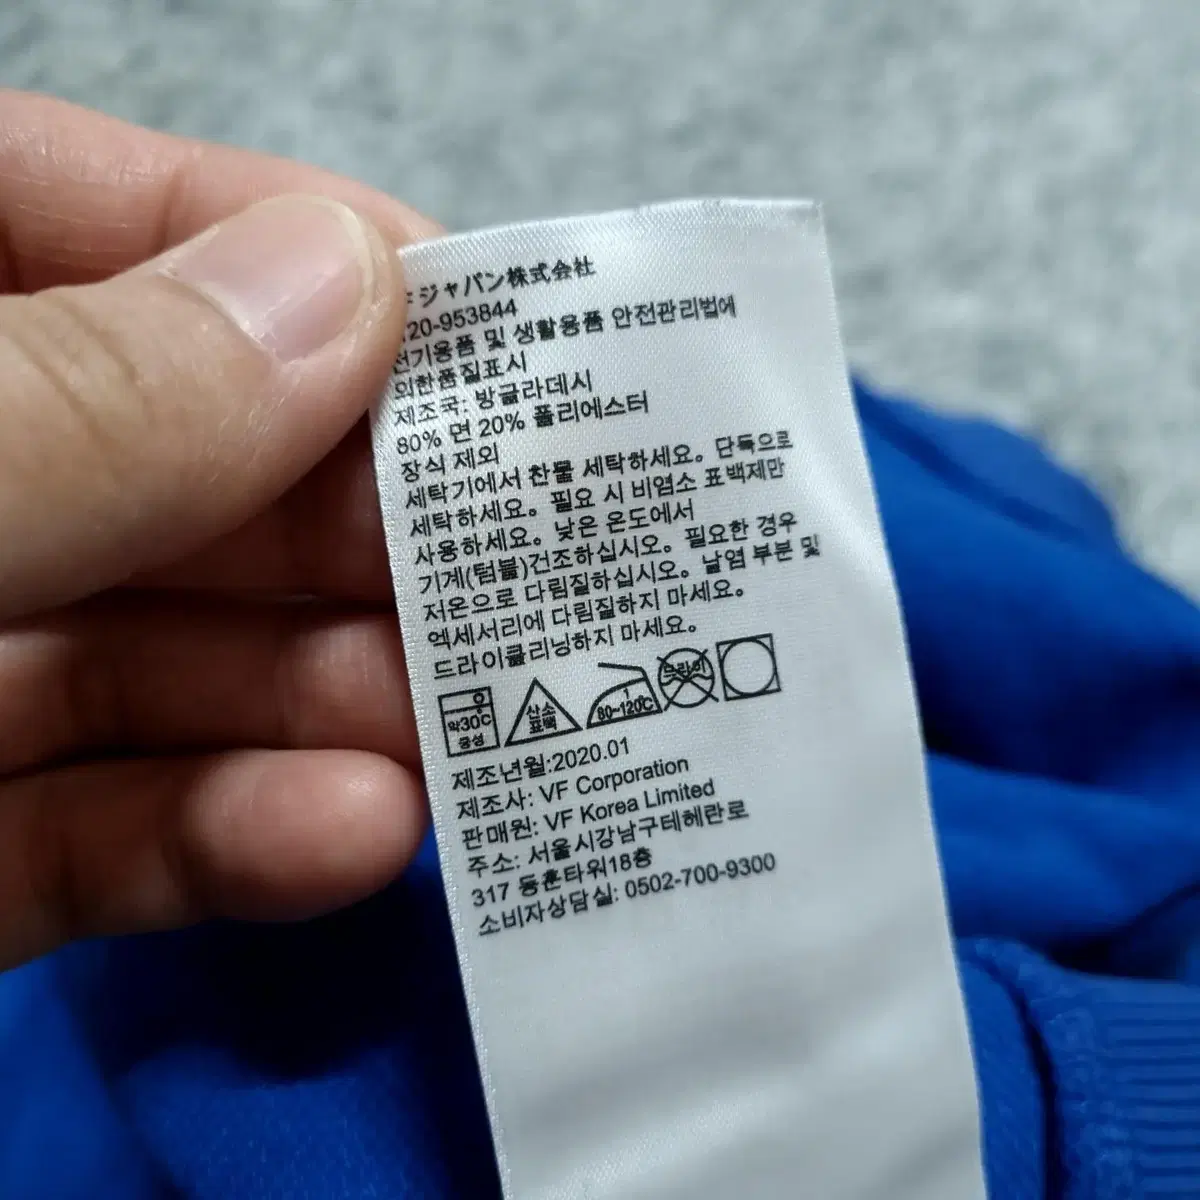 ジャパン株式会社
20-953844
전기용품 및 생활용품 안전관리법에
의한품질표시
제조국: 방글라데시
80% 면 20% 폴리에스터
장식 제외
세탁기에서 찬물 세탁하세요. 단독으로
세탁하세요. 필요 시 비염소 표백제만
사용하세요. 낮은 온도에서
기계(텀블)건조하십시오. 필요한 경우
저온으로 다림질하십시오. 날염 부분 및
엑세서리에 다림질하지 마세요.
드라이클리닝하지 마세요.
약30℃ 중성 산소 표백 80~120℃ 드라이
제조년월:2020.01
제조사: VF Corporation
판매원: VF Korea Limited
주소: 서울시강남구테헤란로
317 동훈타워18층
소비자상담실: 0502-700-9300